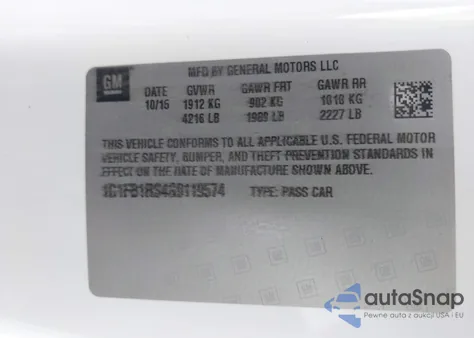 MFD BY GENERAL MOTORS LLC
GM
DATE GVWR GAWR FRT GAWR RR
10/15 1912 KG 902 KG 1010 KG
4216 LB 1989 LB 2227 LB
THIS VEHICLE CONFORMS TO ALL APPLICABLE U.S. FEDERAL MOTOR
VEHICLE SAFETY, BUMPER, AND THEFT PREVENTION STANDARDS IN
EFFECT ON THE DATE OF MANUFACTURE SHOWN ABOVE.
TYPE: PASS CAR
autoSnap
Pewne auto z aukcji USA i EU